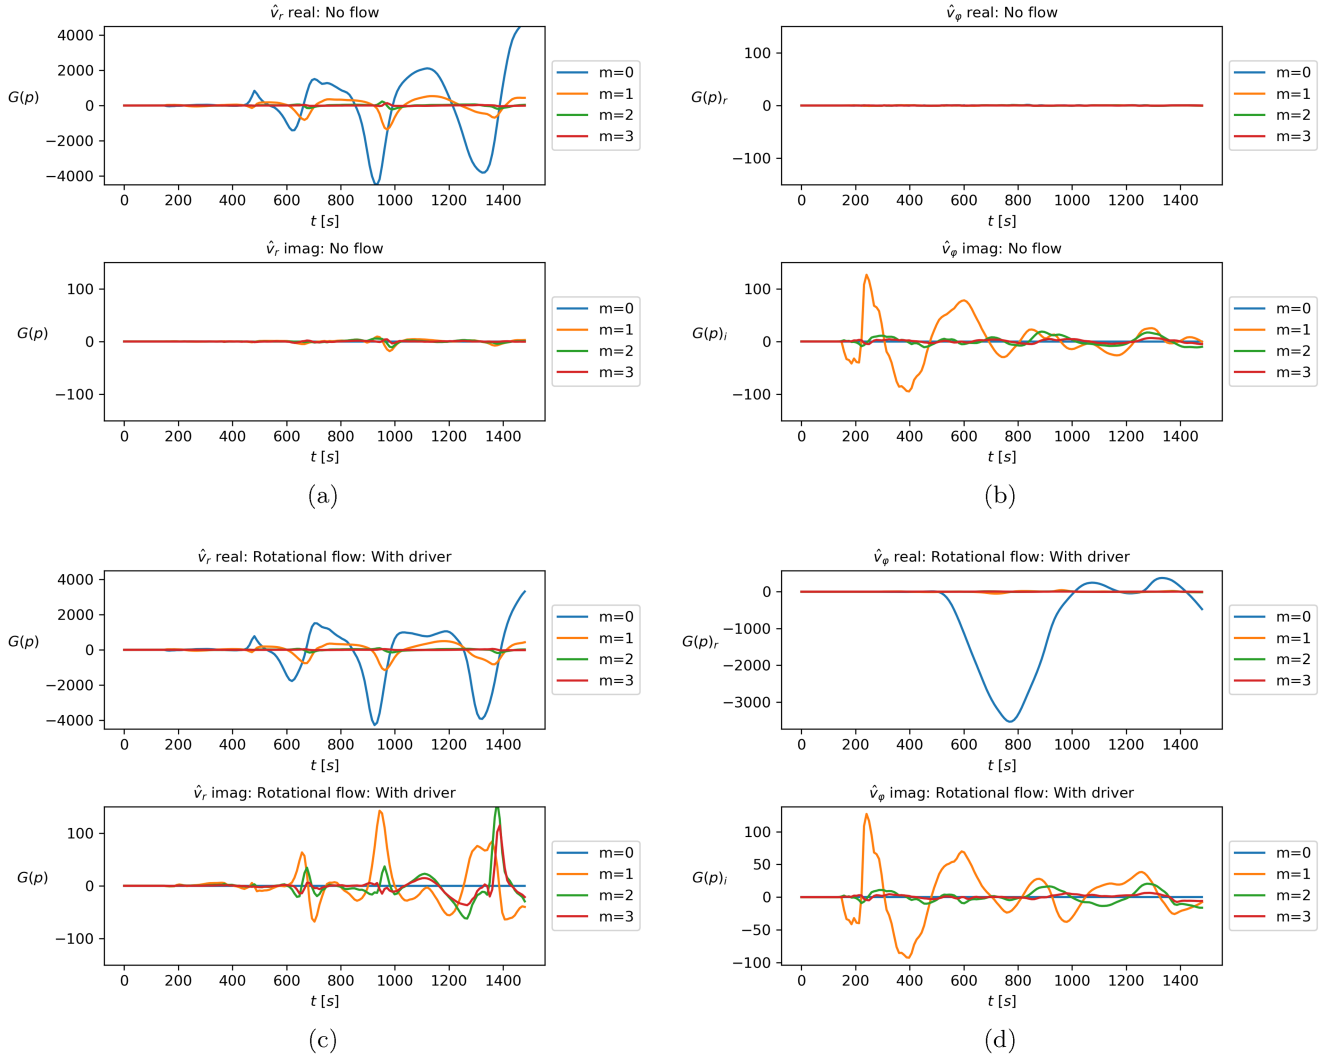 v̂r real: No flow
4000
2000
0
−2000
−4000
G(p)
0 200 400 600 800 1000 1200 1400
t [s]
m=0
m=1
m=2
m=3
v̂r imag: No flow
100
0
−100
G(p)
0 200 400 600 800 1000 1200 1400
t [s]
m=0
m=1
m=2
m=3
(a)
v̂φ real: No flow
100
0
−100
G(p)r
0 200 400 600 800 1000 1200 1400
t [s]
m=0
m=1
m=2
m=3
v̂φ imag: No flow
100
0
−100
G(p)i
0 200 400 600 800 1000 1200 1400
t [s]
m=0
m=1
m=2
m=3
(b)
v̂r real: Rotational flow: With driver
4000
2000
0
−2000
−4000
G(p)
0 200 400 600 800 1000 1200 1400
t [s]
m=0
m=1
m=2
m=3
v̂r imag: Rotational flow: With driver
100
0
−100
G(p)
0 200 400 600 800 1000 1200 1400
t [s]
m=0
m=1
m=2
m=3
(c)
v̂φ real: Rotational flow: With driver
0
−1000
−2000
−3000
G(p)r
0 200 400 600 800 1000 1200 1400
t [s]
m=0
m=1
m=2
m=3
v̂φ imag: Rotational flow: With driver
100
50
0
−50
−100
G(p)i
0 200 400 600 800 1000 1200 1400
t [s]
m=0
m=1
m=2
m=3
(d)